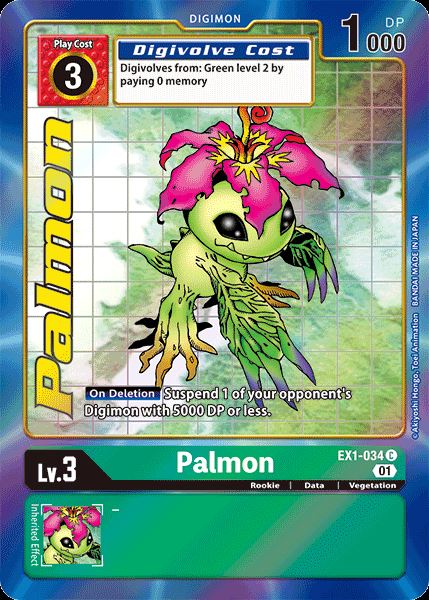 DIGIMON
Play Cost
3
Digivolve Cost
Digivolves from: Green level 2 by
paying 0 memory
DP
1000
Palmon
©Akiyoshi Hongo, Toei Animation BANDAI MADE IN JAPAN
On Deletion Suspend 1 of your opponent's
Digimon with 5000 DP or less.
Lv.3
Palmon
EX1-034 C
01
Rookie | Data | Vegetation
Inherited Effect
-